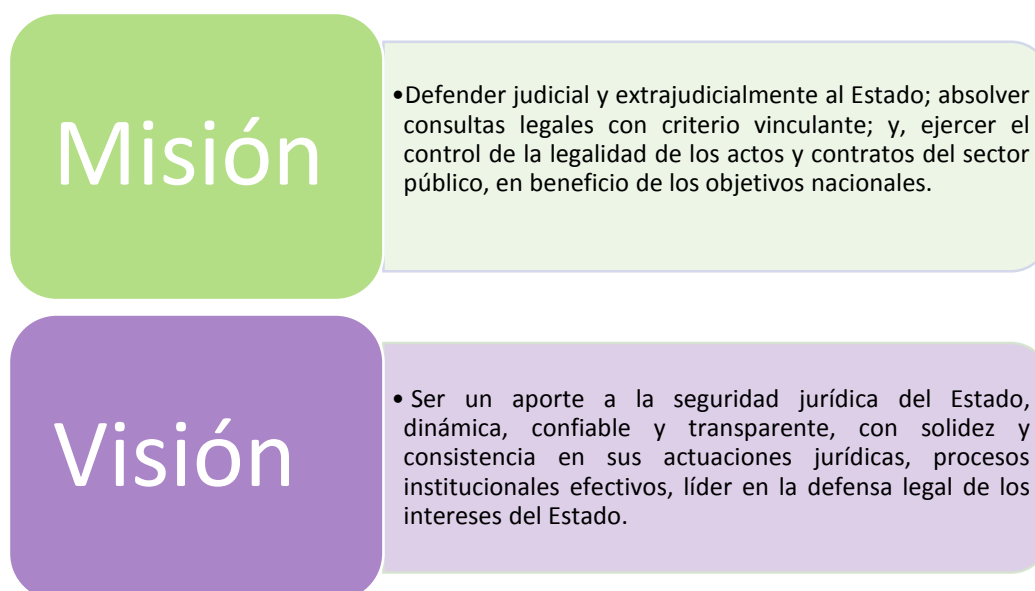 Misión
•Defender judicial y extrajudicialmente al Estado; absolver
consultas legales con criterio vinculante; y, ejercer el
control de la legalidad de los actos y contratos del sector
público, en beneficio de los objetivos nacionales.
Visión
• Ser un aporte a la seguridad jurídica del Estado,
dinámica, confiable y transparente, con solidez y
consistencia en sus actuaciones jurídicas, procesos
institucionales efectivos, líder en la defensa legal de los
intereses del Estado.